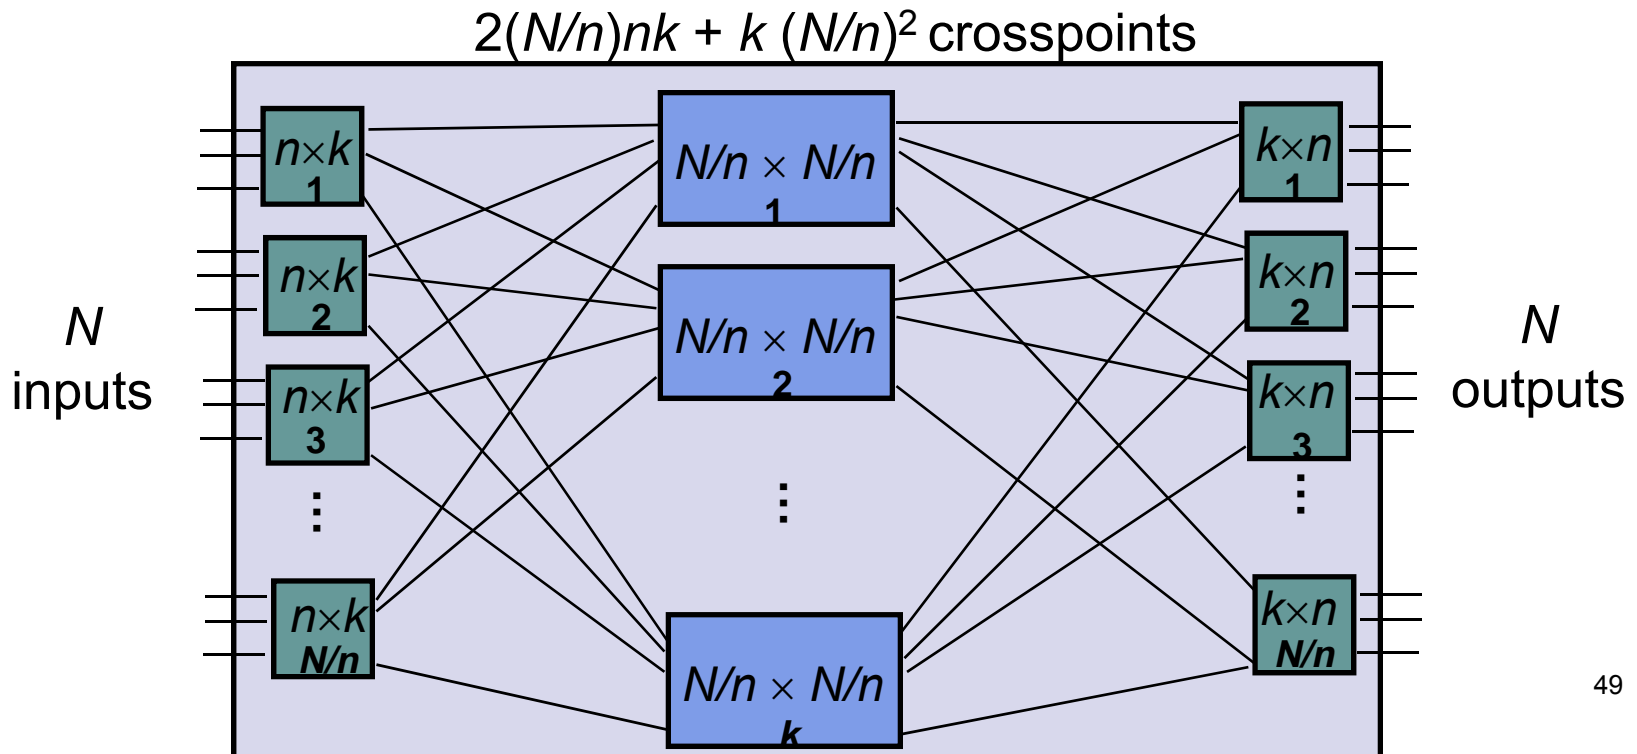 2(N/n)nk + k (N/n)² crosspoints
N
inputs
n×k
1
n×k
2
n×k
3
⋮
n×k
N/n
N/n × N/n
1
N/n × N/n
2
⋮
N/n × N/n
k
k×n
1
k×n
2
k×n
3
⋮
k×n
N/n
N
outputs
49